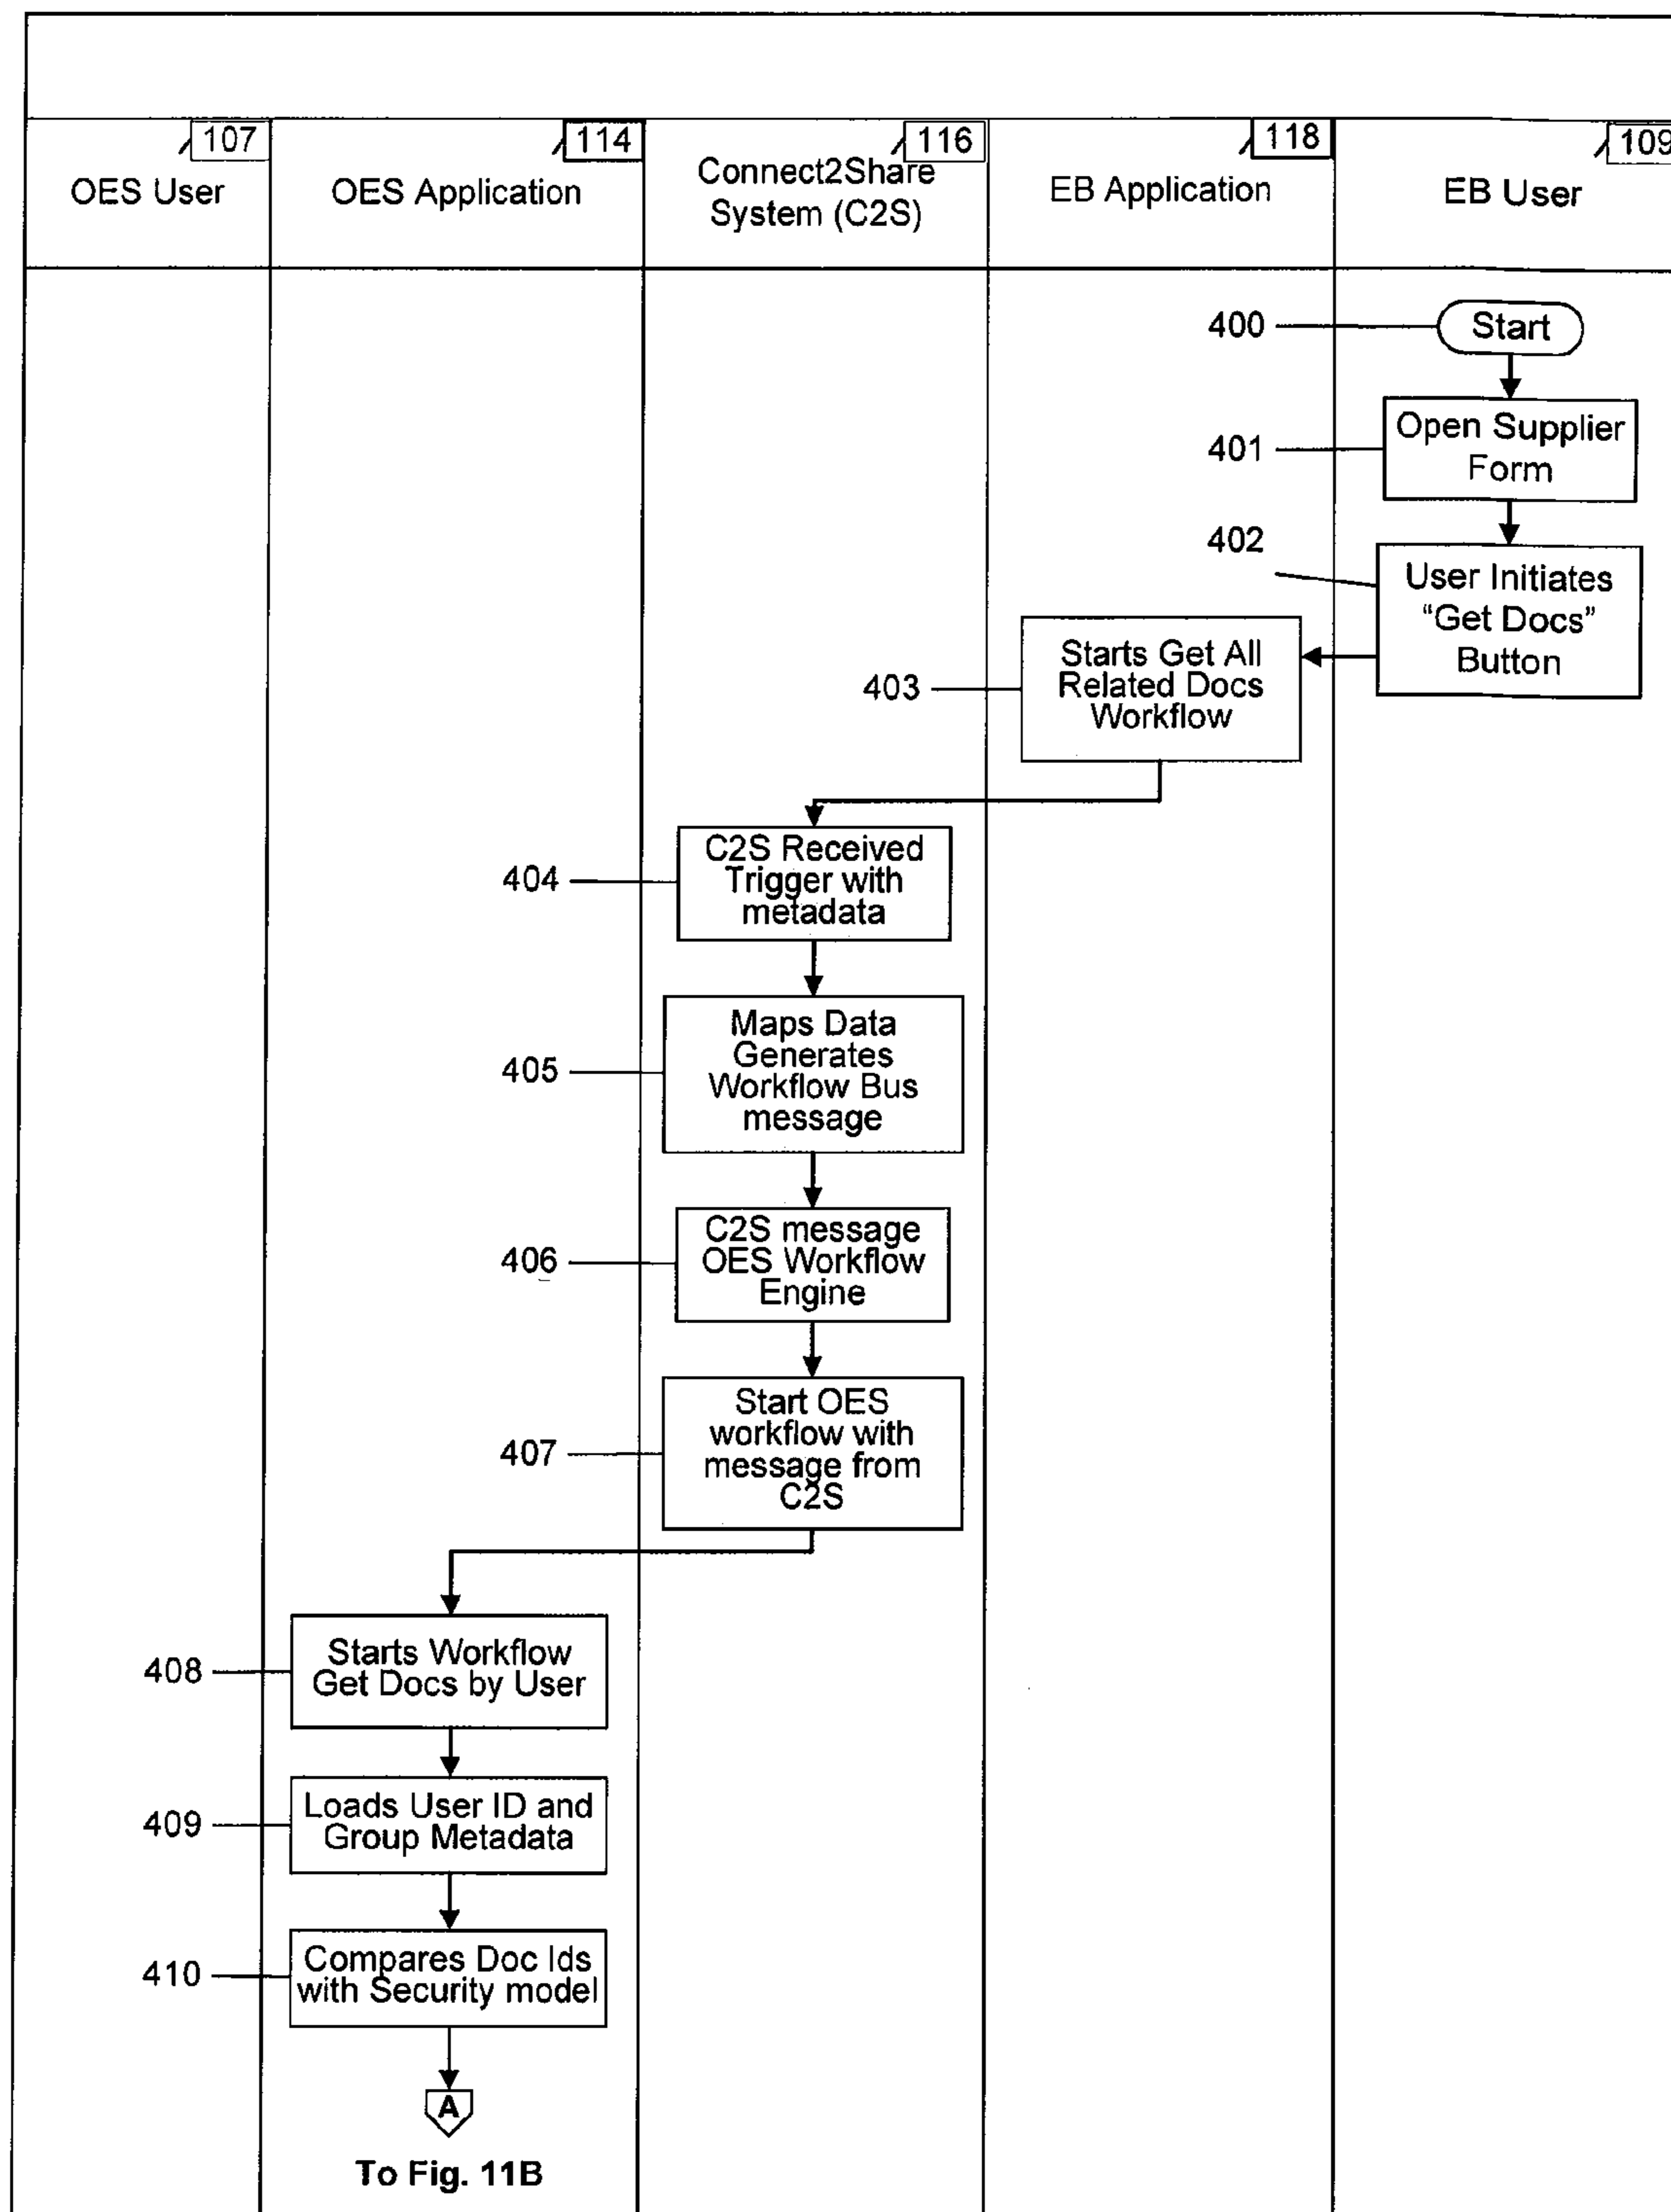 107
114
116
118
109
OES User
OES Application
Connect2Share
System (C2S)
EB Application
EB User
400
Start
401
Open Supplier
Form
402
User Initiates
“Get Docs”
Button
403
Starts Get All
Related Docs
Workflow
404
C2S Received
Trigger with
metadata
405
Maps Data
Generates
Workflow Bus
message
406
C2S message
OES Workflow
Engine
407
Start OES
workflow with
message from
C2S
408
Starts Workflow
Get Docs by User
409
Loads User ID and
Group Metadata
410
Compares Doc Ids
with Security model
A
To Fig. 11B